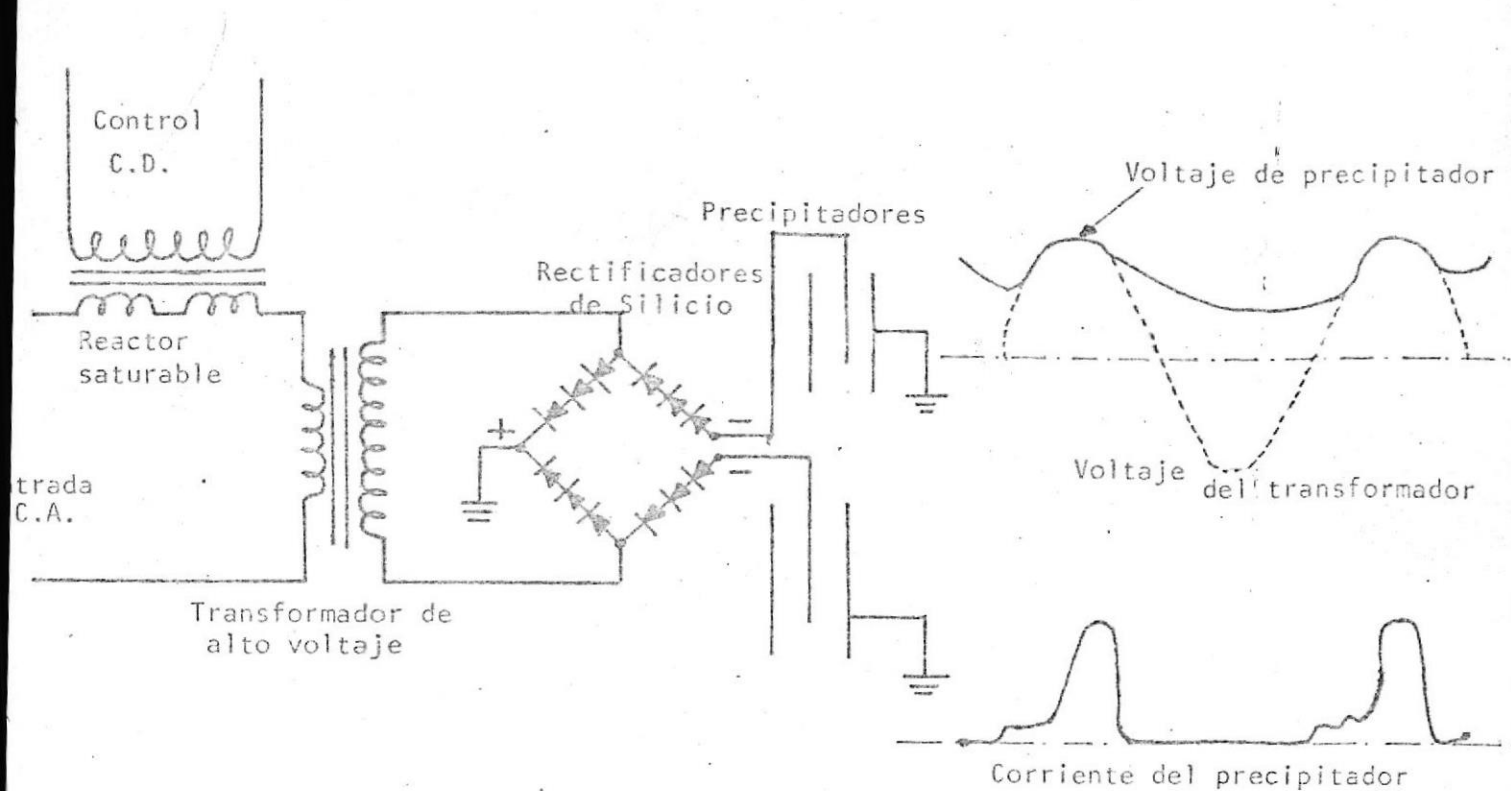 Control
C.D.
Voltaje de precipitador
Precipitadores
Rectificadores
de Silicio
Reactor
saturable
+
-
-
trada
C.A.
Voltaje
del transformador
Transformador de
alto voltaje
Corriente del precipitador